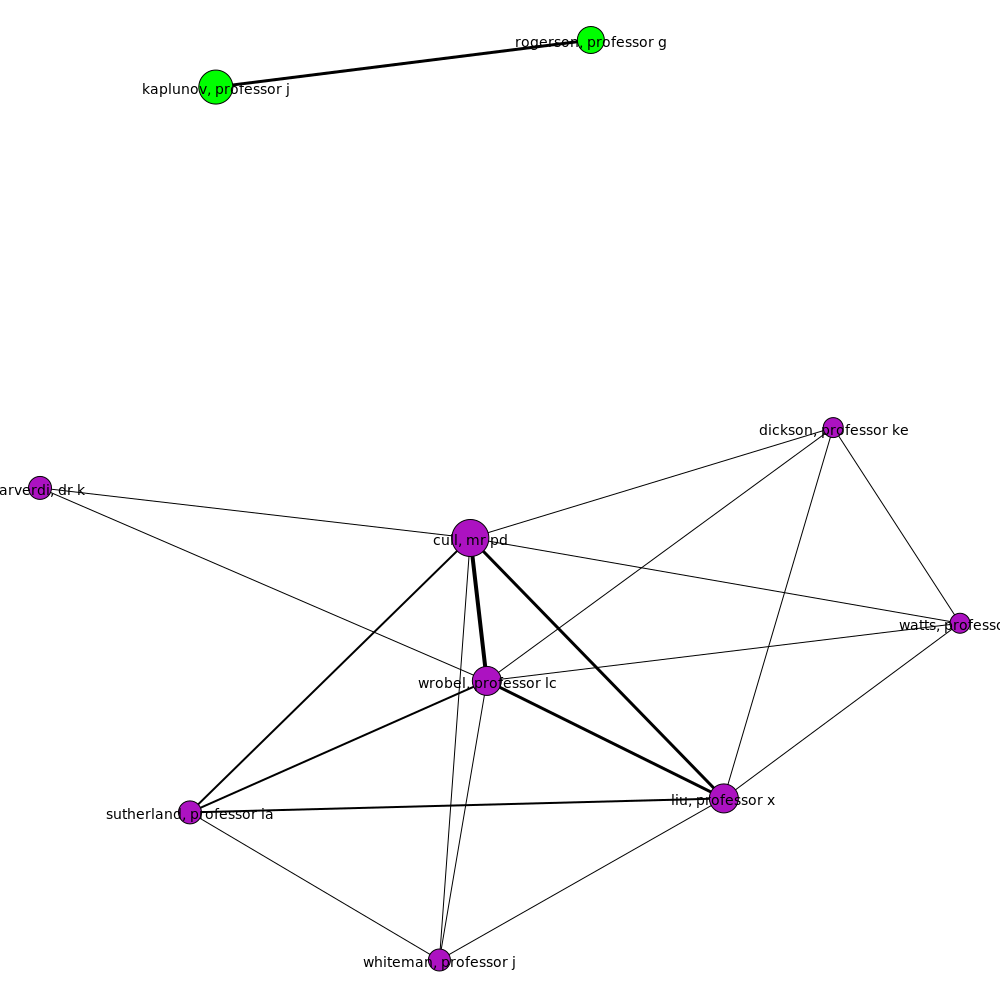 rogerson, professor g
kaplunov, professor j
dickson, professor ke
arverdi, dr k
cull, mr pd
watts, professo
wrobel, professor lc
liu, professor x
sutherland, professor la
whiteman, professor j